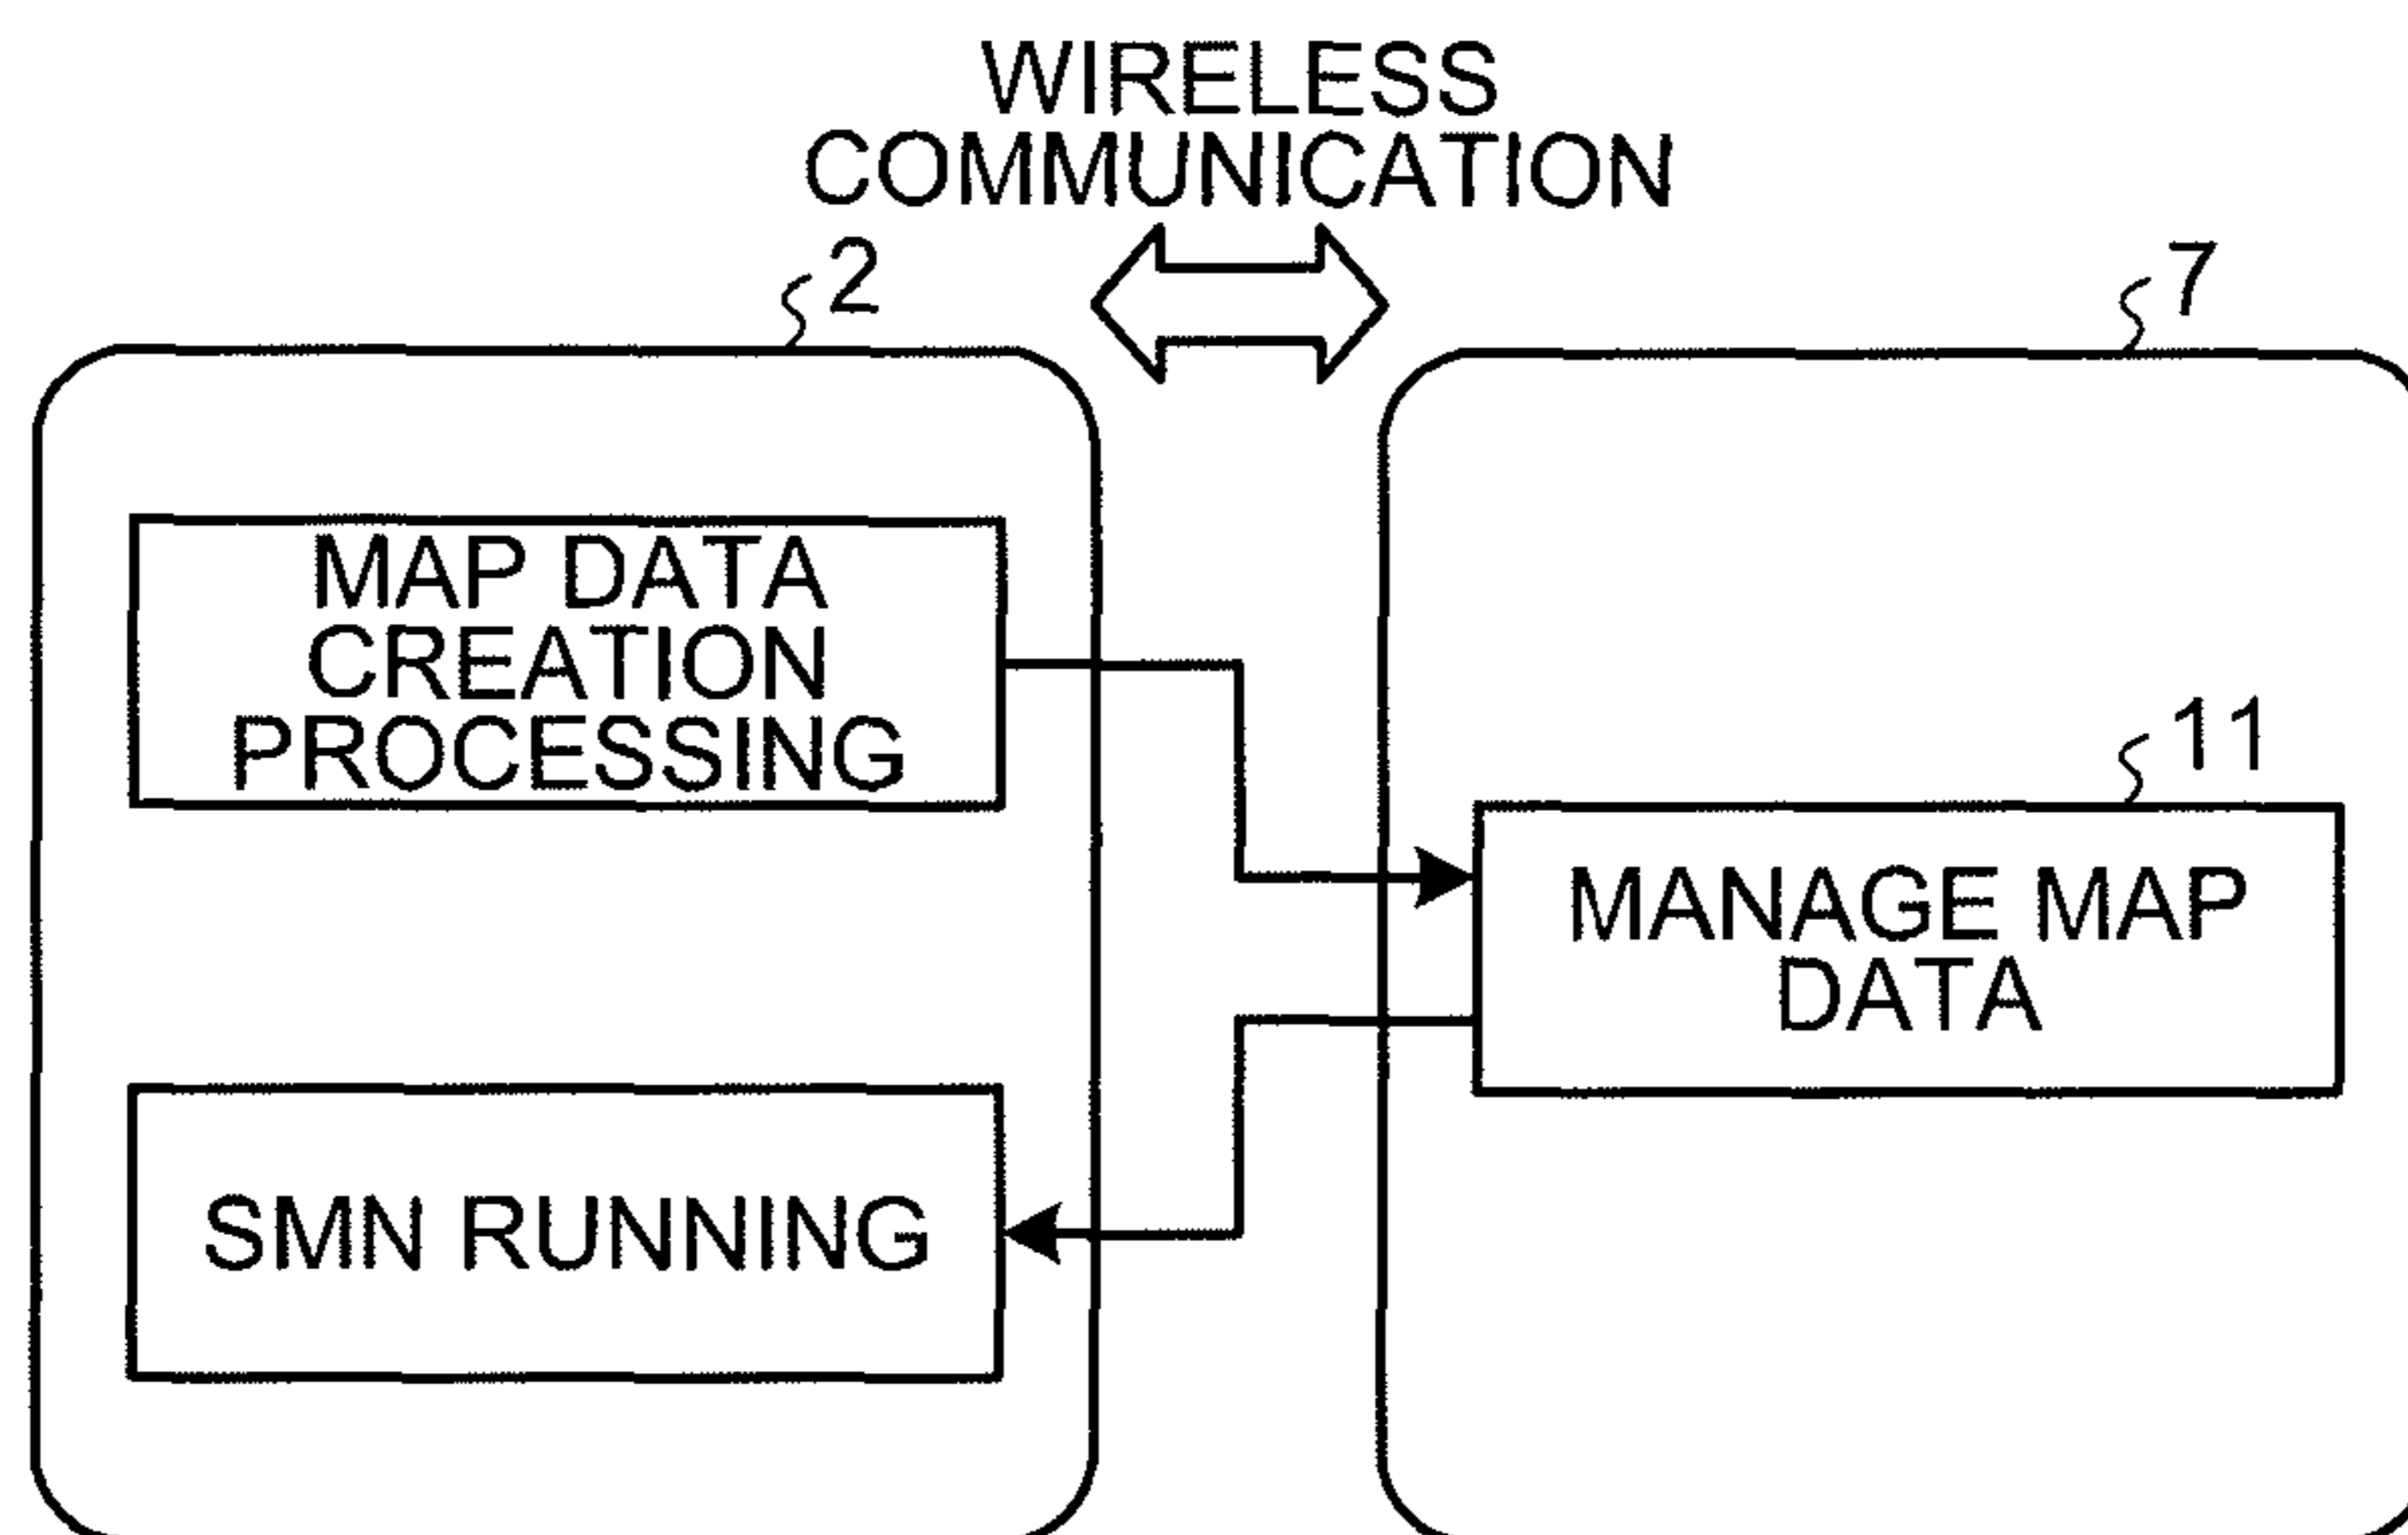 WIRELESS
COMMUNICATION
2
7
MAP DATA
CREATION
PROCESSING
11
MANAGE MAP
DATA
SMN RUNNING